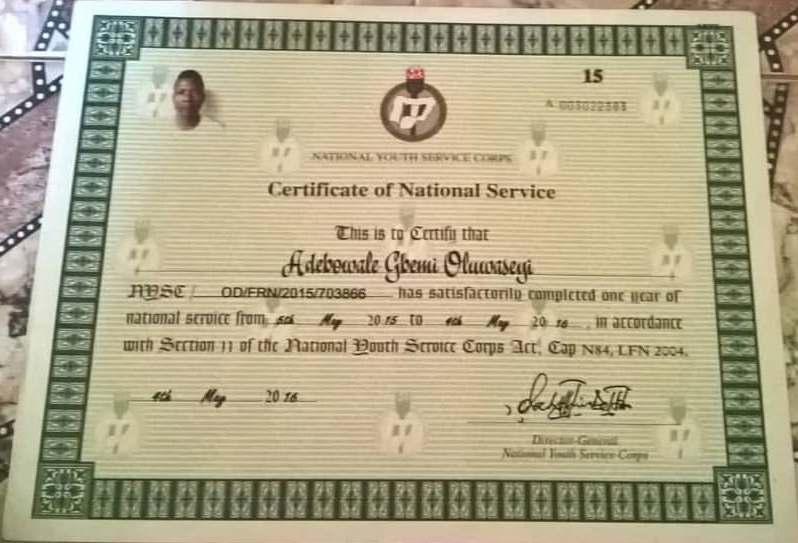 15
A 003022383
NATIONAL YOUTH SERVICE CORPS
Certificate of National Service
This is to Certify that
Adebowale Gbemi Oluwaseyi
NYSC/ OD/FRN/2015/703866 has satisfactorily completed one year of
national service from 5th May 2015 to 4th May 2016, in accordance
with Section 11 of the National Youth Service Corps Act, Cap N84, LFN 2004.
4th May 2016
Director-General
National Youth Service Corps